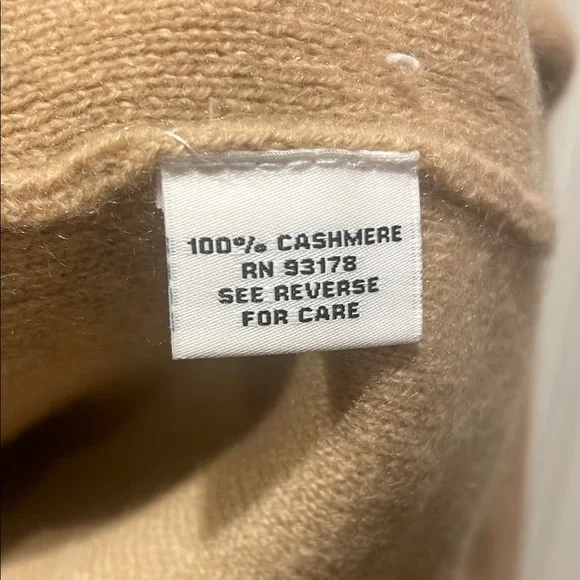 100% CASHMERE
RN 93178
SEE REVERSE
FOR CARE